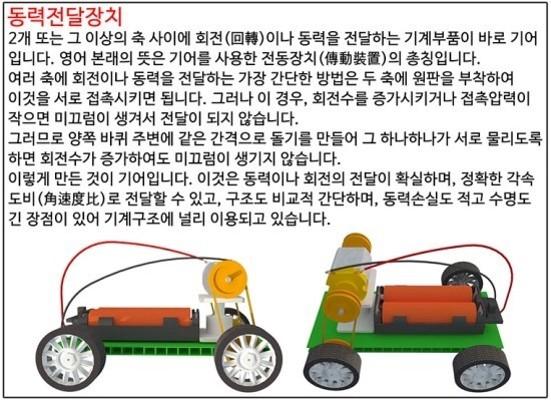 동력전달장치
2개 또는 그 이상의 축 사이에 회전(回轉)이나 동력을 전달하는 기계부품이 바로 기어
입니다. 영어 본래의 뜻은 기어를 사용한 전동장치(傳動裝置)의 총칭입니다.
여러 축에 회전이나 동력을 전달하는 가장 간단한 방법은 두 축에 원판을 부착하여
이것을 서로 접촉시키면 됩니다. 그러나 이 경우, 회전수를 증가시키거나 접촉압력이
작으면 미끄럼이 생겨서 전달이 되지 않습니다.
그러므로 양쪽 바퀴 주변에 같은 간격으로 돌기를 만들어 그 하나하나가 서로 물리도록
하면 회전수가 증가하여도 미끄럼이 생기지 않습니다.
이렇게 만든 것이 기어입니다. 이것은 동력이나 회전의 전달이 확실하며, 정확한 각속
도비(角速度比)로 전달할 수 있고, 구조도 비교적 간단하며, 동력손실도 적고 수명도
긴 장점이 있어 기계구조에 널리 이용되고 있습니다.